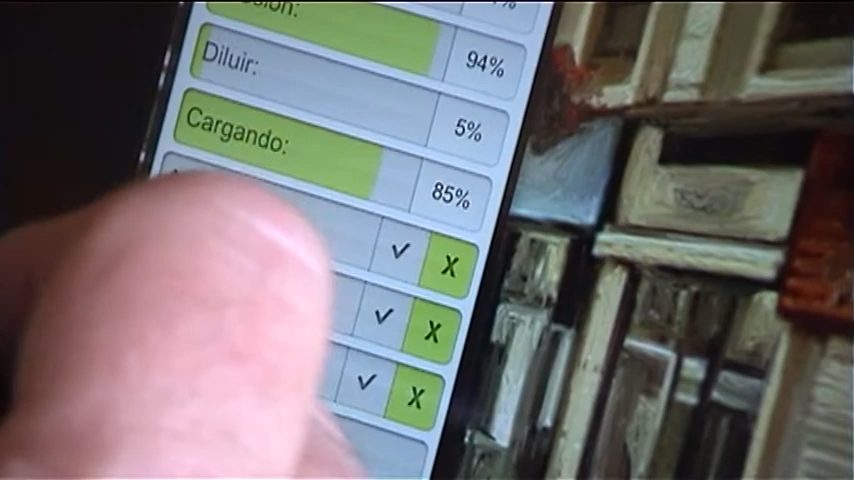 94%
Diluir:
5%
Cargando:
85%
✓ X
✓ X
✓ X